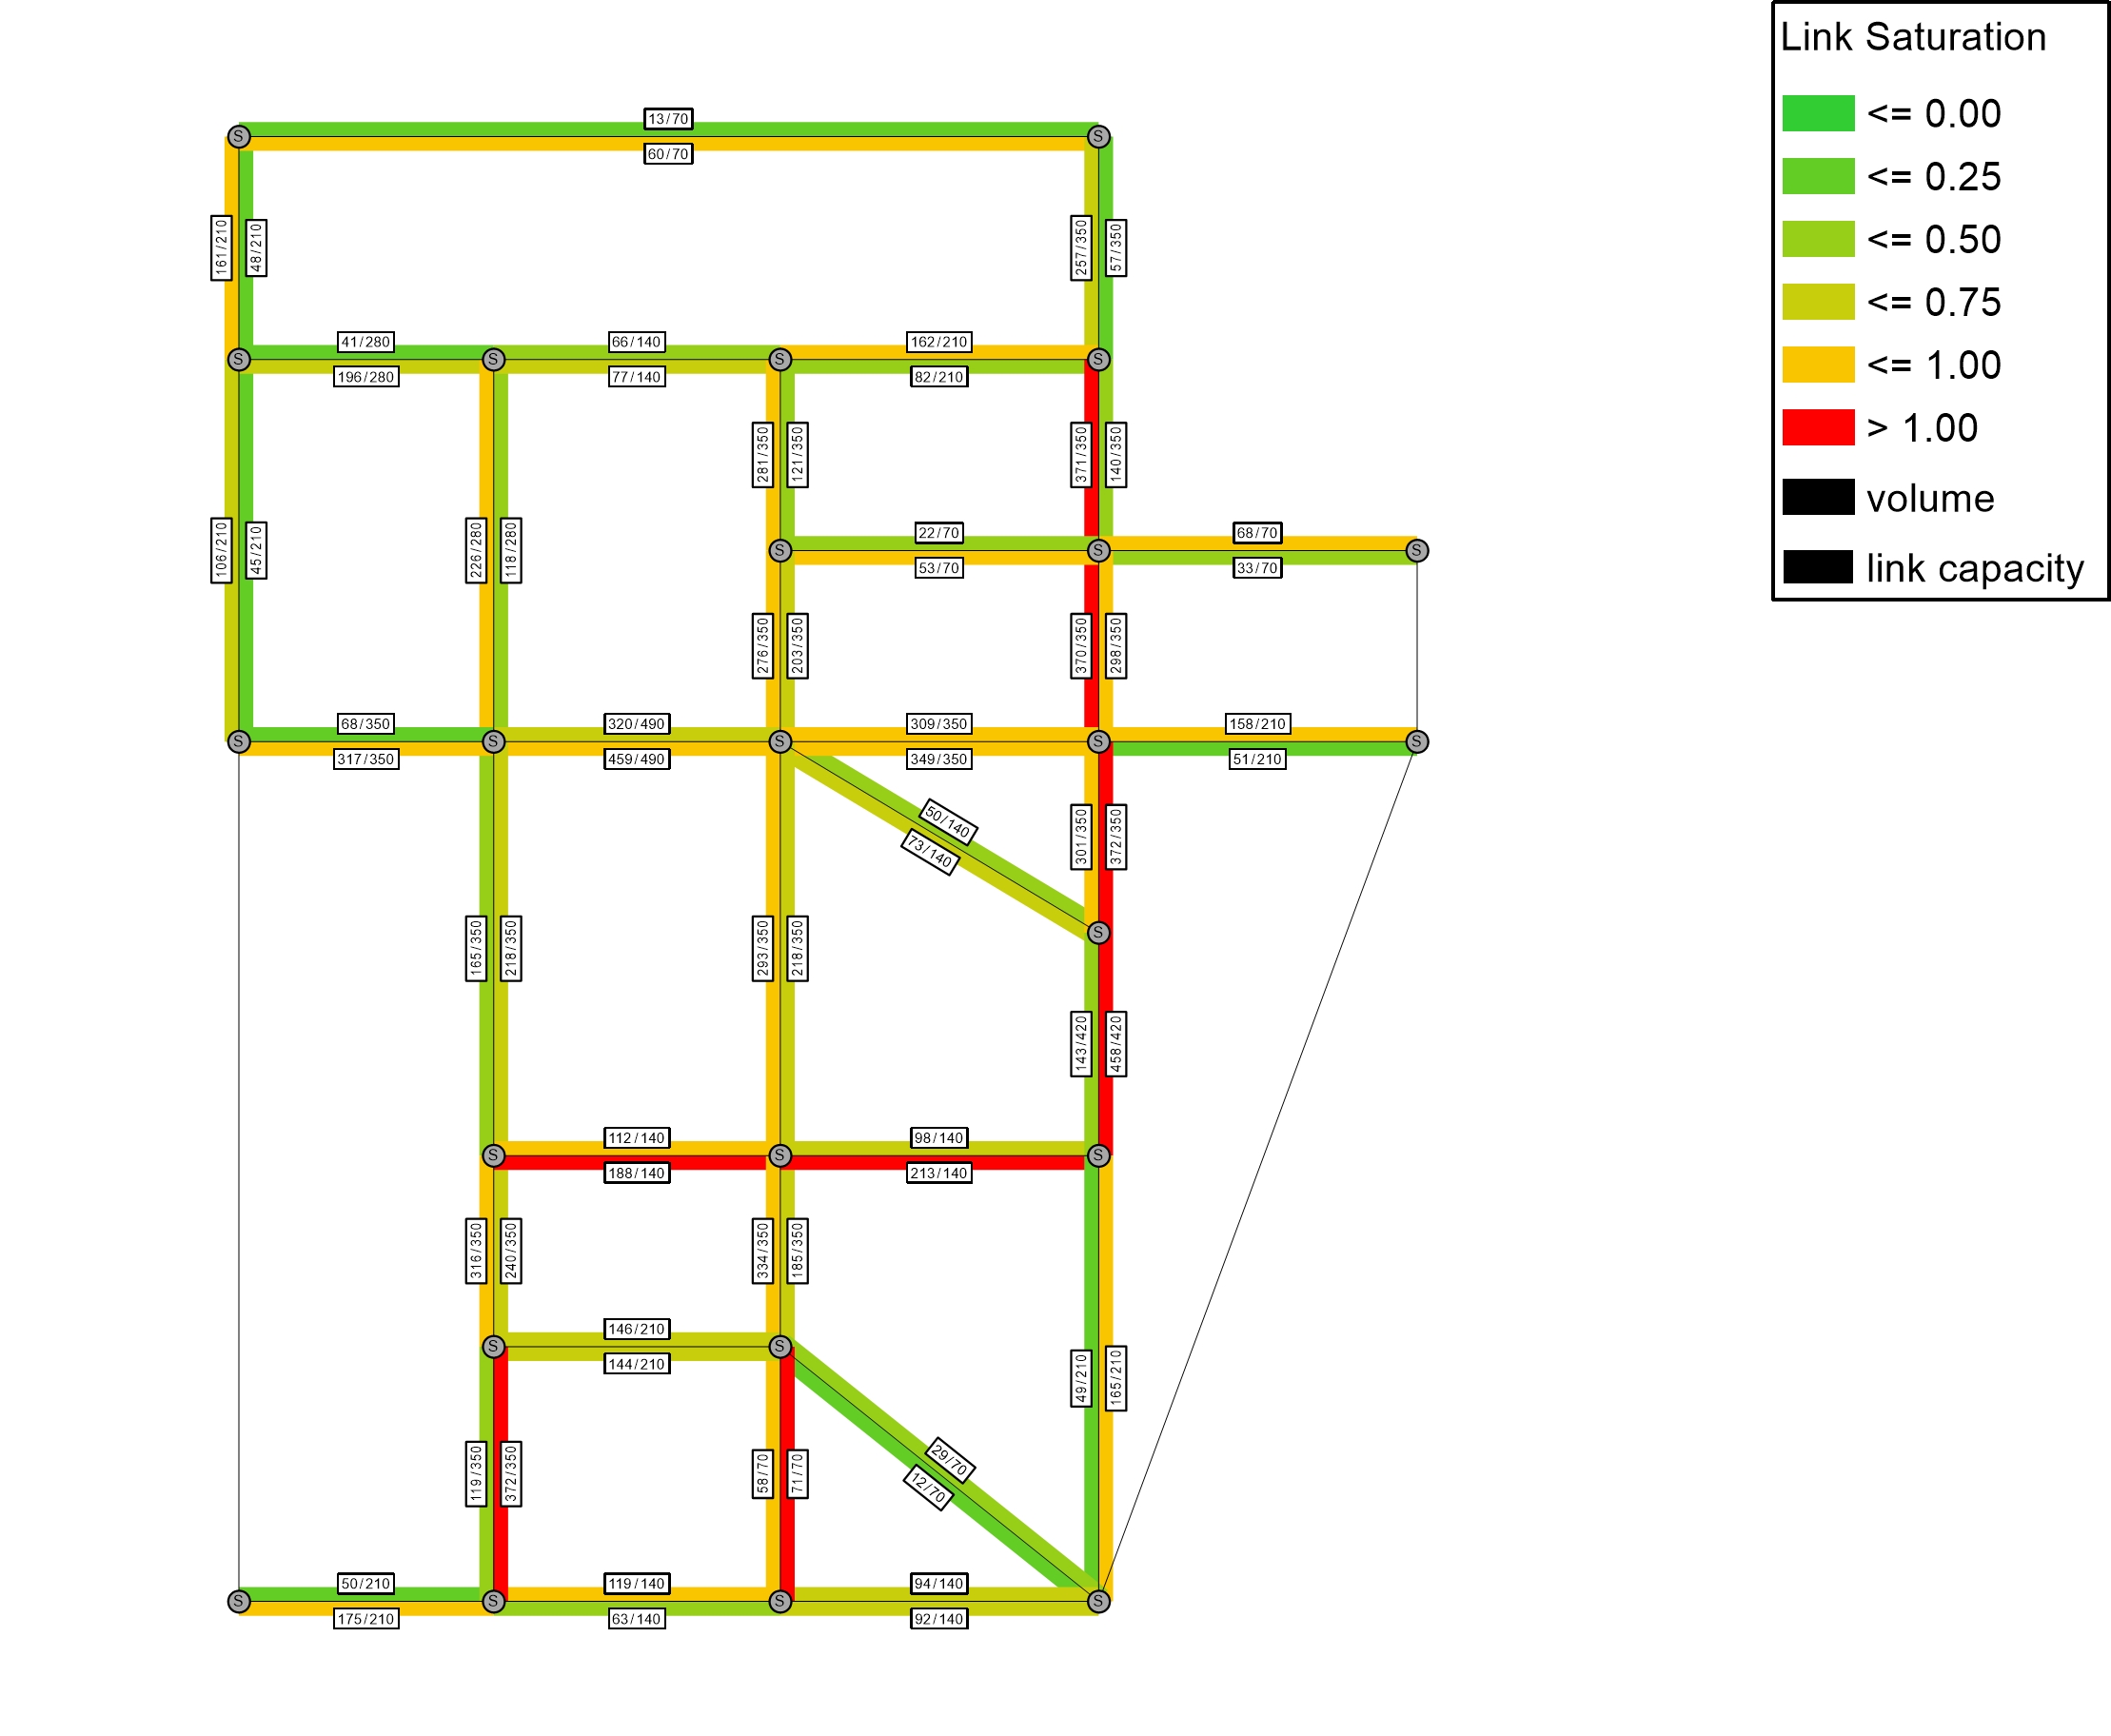 Link Saturation
<= 0.00
<= 0.25
<= 0.50
<= 0.75
<= 1.00
> 1.00
volume
link capacity
13/70
S
S
60/70
161/210
48/210
257/350
57/350
41/280
66/140
162/210
S
S
S
S
196/280
77/140
82/210
281/350
121/350
371/350
140/350
106/210
45/210
226/280
118/280
22/70
68/70
S
S
S
53/70
33/70
276/350
203/350
370/350
298/350
68/350
320/490
309/350
158/210
S
S
S
S
S
317/350
459/490
349/350
51/210
50/140
73/140
301/350
372/350
S
165/350
218/350
293/350
218/350
143/420
458/420
112/140
98/140
S
S
S
188/140
213/140
316/350
240/350
334/350
185/350
146/210
S
S
144/210
49/210
165/210
119/350
372/350
58/70
71/70
29/70
12/70
50/210
119/140
94/140
S
S
S
S
175/210
63/140
92/140